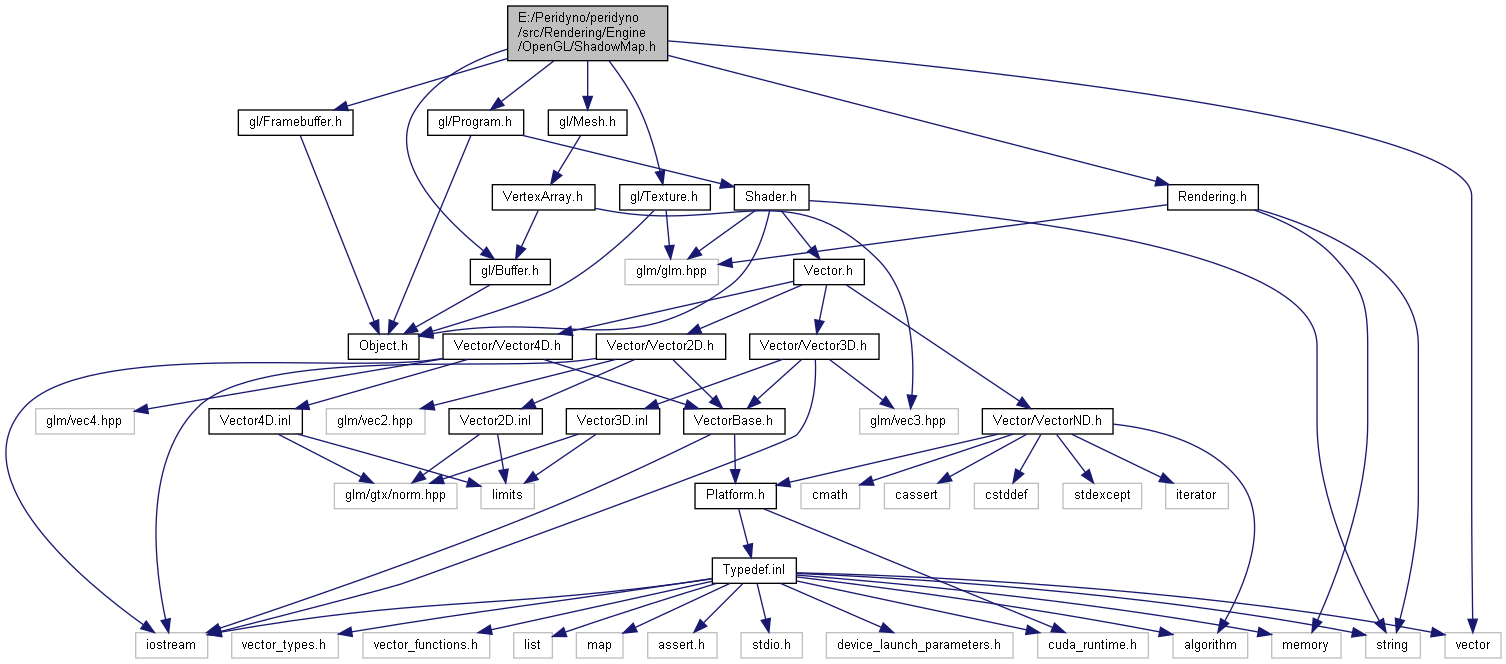 E:/Peridyno/peridyno
/src/Rendering/Engine
/OpenGL/ShadowMap.h
gl/Framebuffer.h
gl/Program.h
gl/Mesh.h
VertexArray.h
gl/Texture.h
Shader.h
Rendering.h
gl/Buffer.h
glm/glm.hpp
Vector.h
Object.h
Vector/Vector4D.h
Vector/Vector2D.h
Vector/Vector3D.h
glm/vec4.hpp
Vector4D.inl
glm/vec2.hpp
Vector2D.inl
Vector3D.inl
VectorBase.h
glm/vec3.hpp
Vector/VectorND.h
glm/gtx/norm.hpp
limits
Platform.h
cmath
cassert
cstddef
stdexcept
iterator
Typedef.inl
iostream
vector_types.h
vector_functions.h
list
map
assert.h
stdio.h
device_launch_parameters.h
cuda_runtime.h
algorithm
memory
string
vector